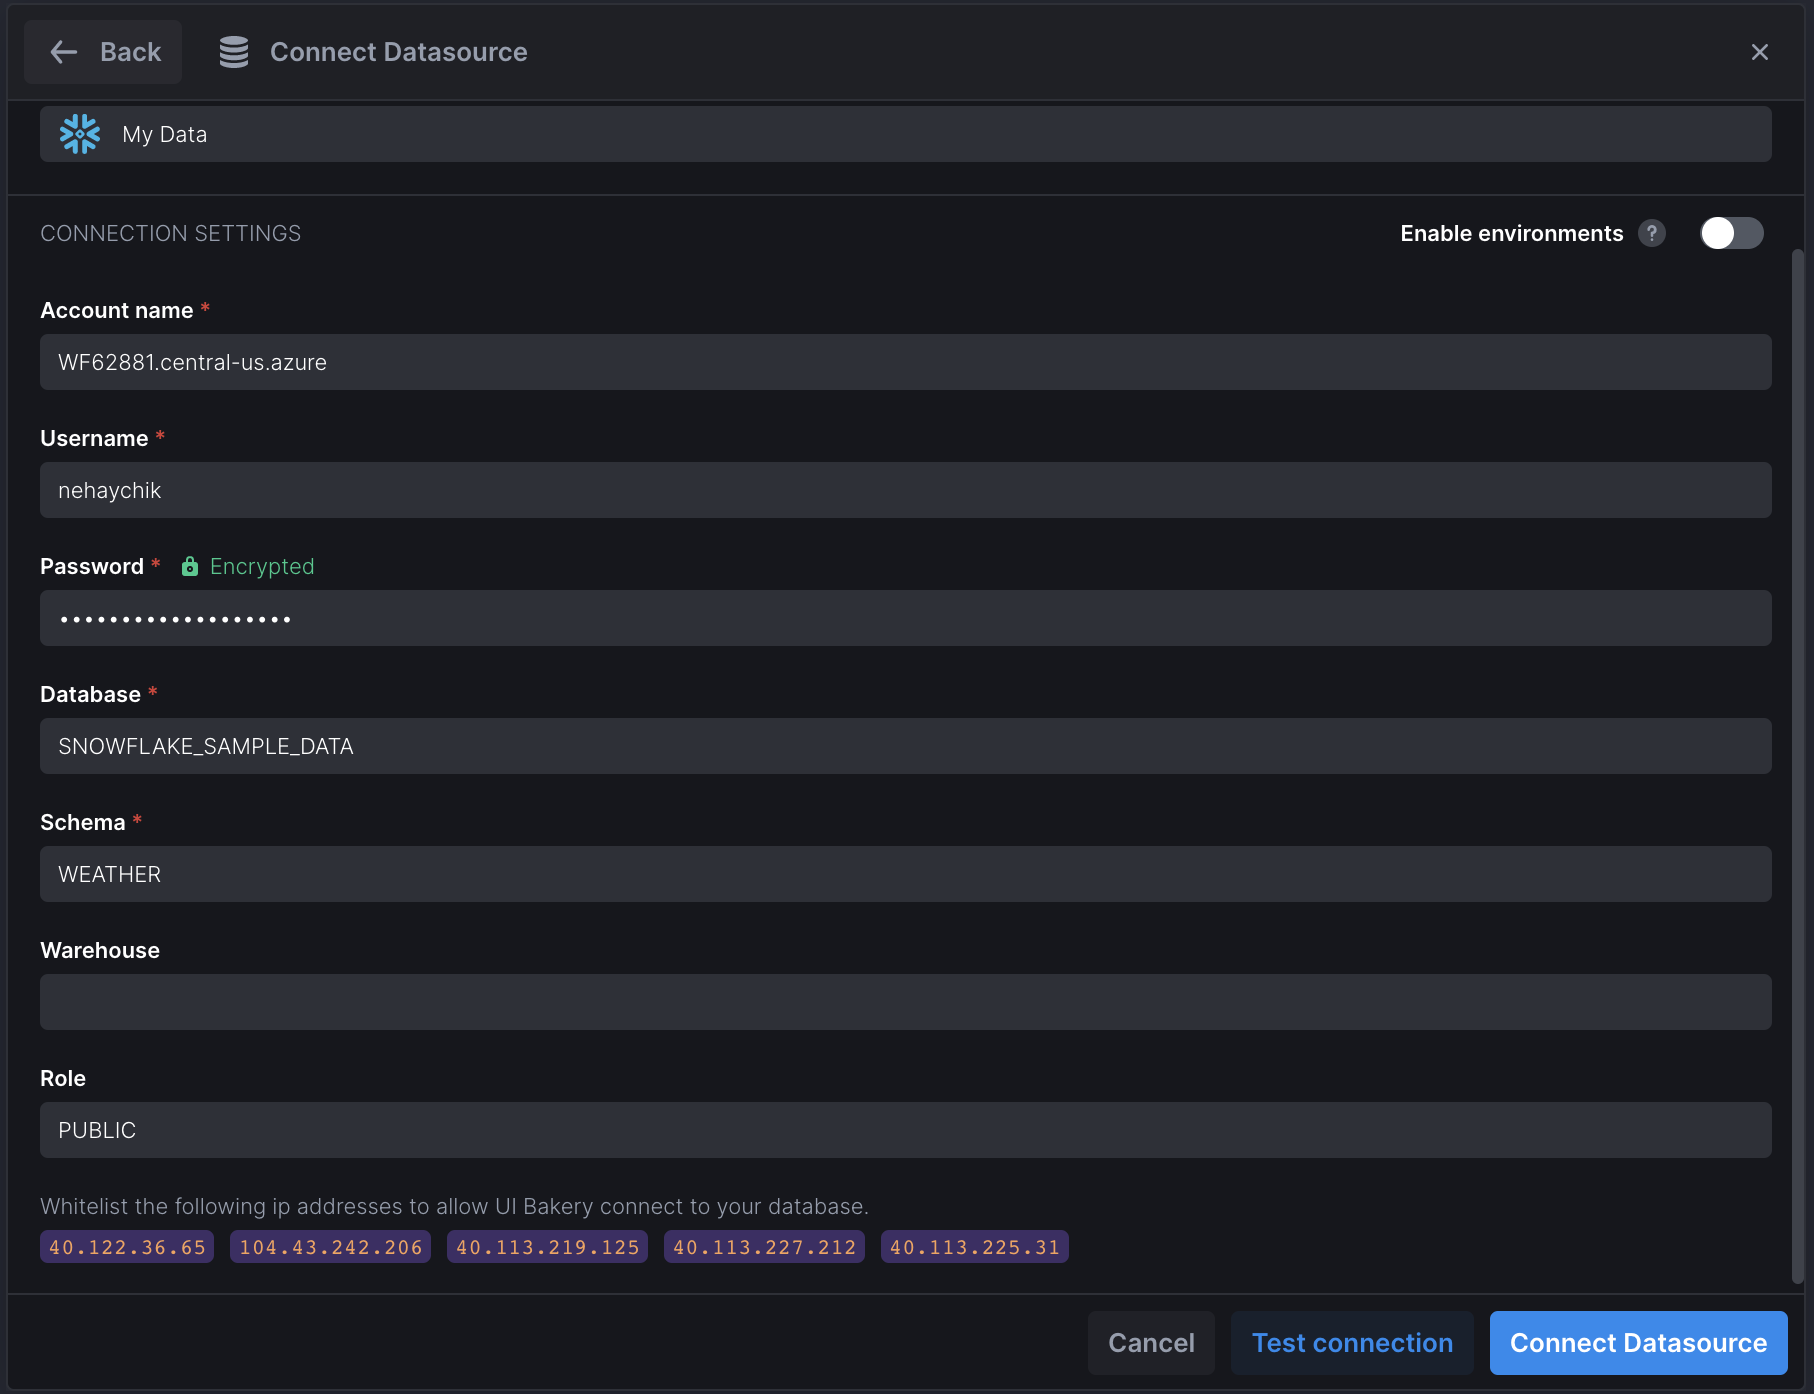 Back Connect Datasource
My Data
CONNECTION SETTINGS Enable environments ?
Account name *
WF62881.central-us.azure
Username *
nehaychik
Password * Encrypted
•••••••••••••••••••
Database *
SNOWFLAKE_SAMPLE_DATA
Schema *
WEATHER
Warehouse
Role
PUBLIC
Whitelist the following ip addresses to allow UI Bakery connect to your database.
40.122.36.65 104.43.242.206 40.113.219.125 40.113.227.212 40.113.225.31
Cancel Test connection Connect Datasource